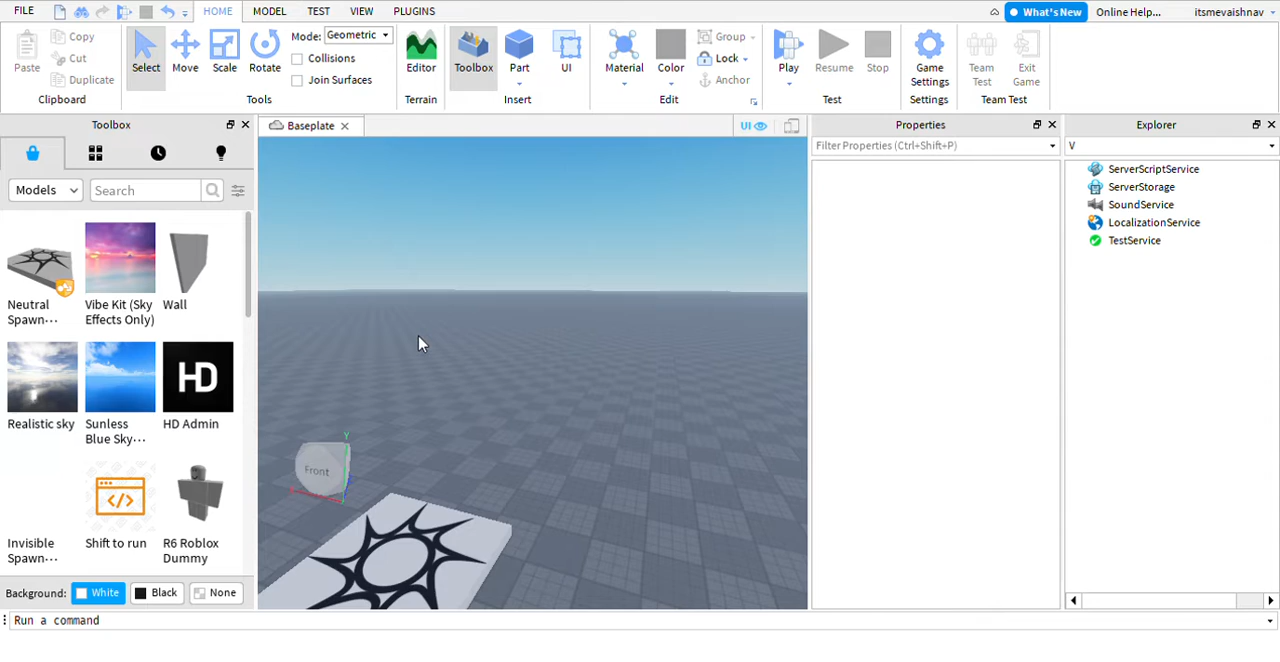 FILE HOME MODEL TEST VIEW PLUGINS What's New Online Help... itsmevaishnav
Paste Copy Cut Duplicate
Clipboard
Select Move Scale Rotate
Mode: Geometric
Collisions
Join Surfaces
Tools
Editor
Terrain
Toolbox Part UI
Insert
Material Color Group Lock Anchor
Edit
Play Resume Stop
Test
Game Settings
Settings
Team Test Exit Game
Team Test
Toolbox
Models Search
Neutral Spawn...
Vibe Kit (Sky Effects Only)
Wall
Realistic sky
Sunless Blue Sky...
HD
HD Admin
Invisible Spawn...
</>
Shift to run
R6 Roblox Dummy
Background: White Black None
Baseplate
UI
Y
Front
Properties
Filter Properties (Ctrl+Shift+P)
Explorer
V
ServerScriptService
ServerStorage
SoundService
LocalizationService
TestService
Run a command